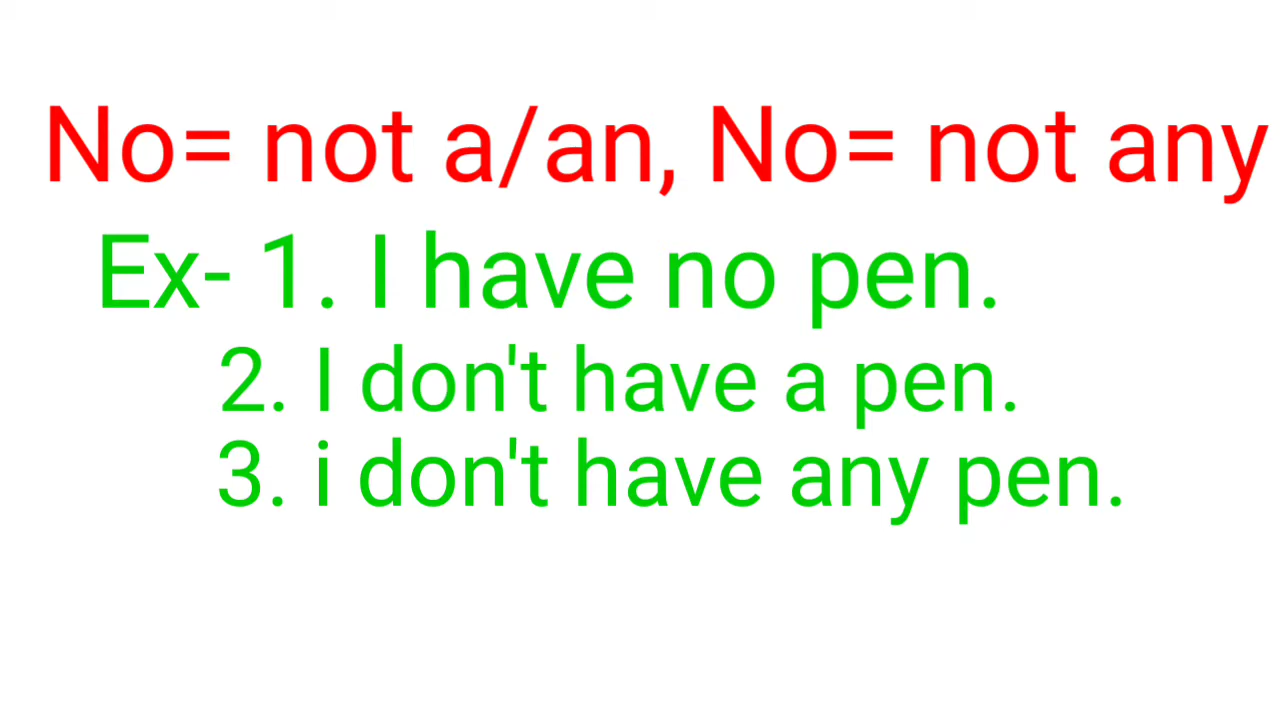 No= not a/an, No= not any
Ex- 1. I have no pen.
2. I don't have a pen.
3. i don't have any pen.